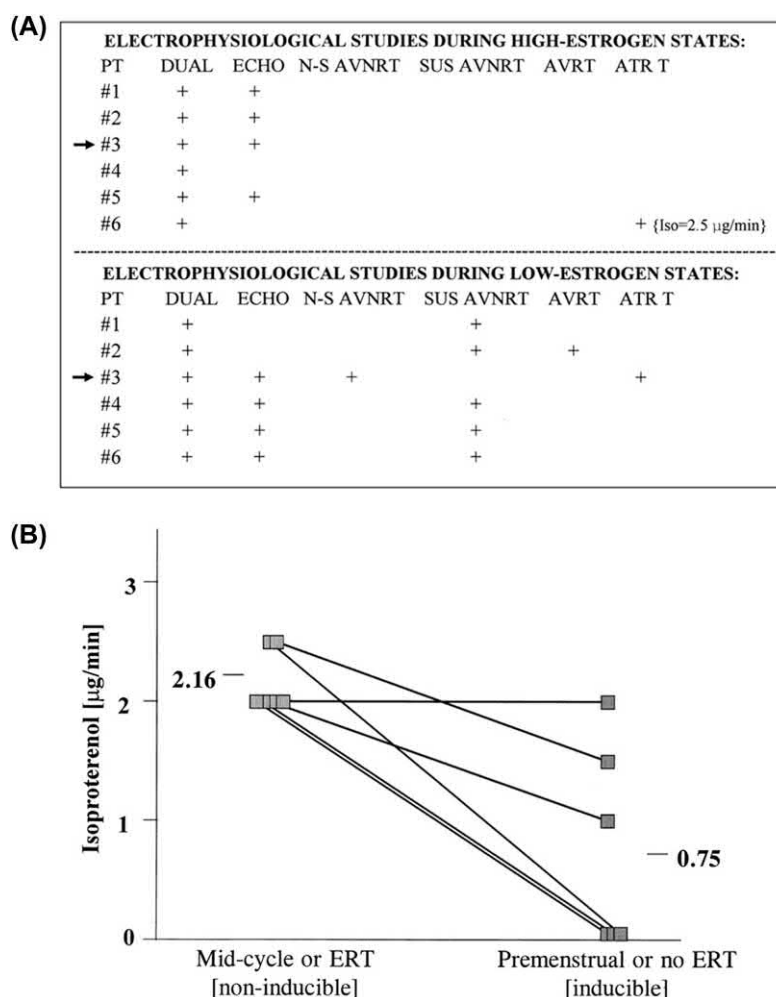 (A)
ELECTROPHYSIOLOGICAL STUDIES DURING HIGH-ESTROGEN STATES:
PT DUAL ECHO N-S AVNRT SUS AVNRT AVRT ATR T
#1 + +
#2 + +
#3 + +
#4 +
#5 + +
#6 + + {Iso=2.5 µg/min}
ELECTROPHYSIOLOGICAL STUDIES DURING LOW-ESTROGEN STATES:
PT DUAL ECHO N-S AVNRT SUS AVNRT AVRT ATR T
#1 + +
#2 + + +
#3 + + + +
#4 + + +
#5 + + +
#6 + + +
(B)
Isoproterenol [µg/min]
3
2.16
2
1
0.75
0
Mid-cycle or ERT
[non-inducible]
Premenstrual or no ERT
[inducible]